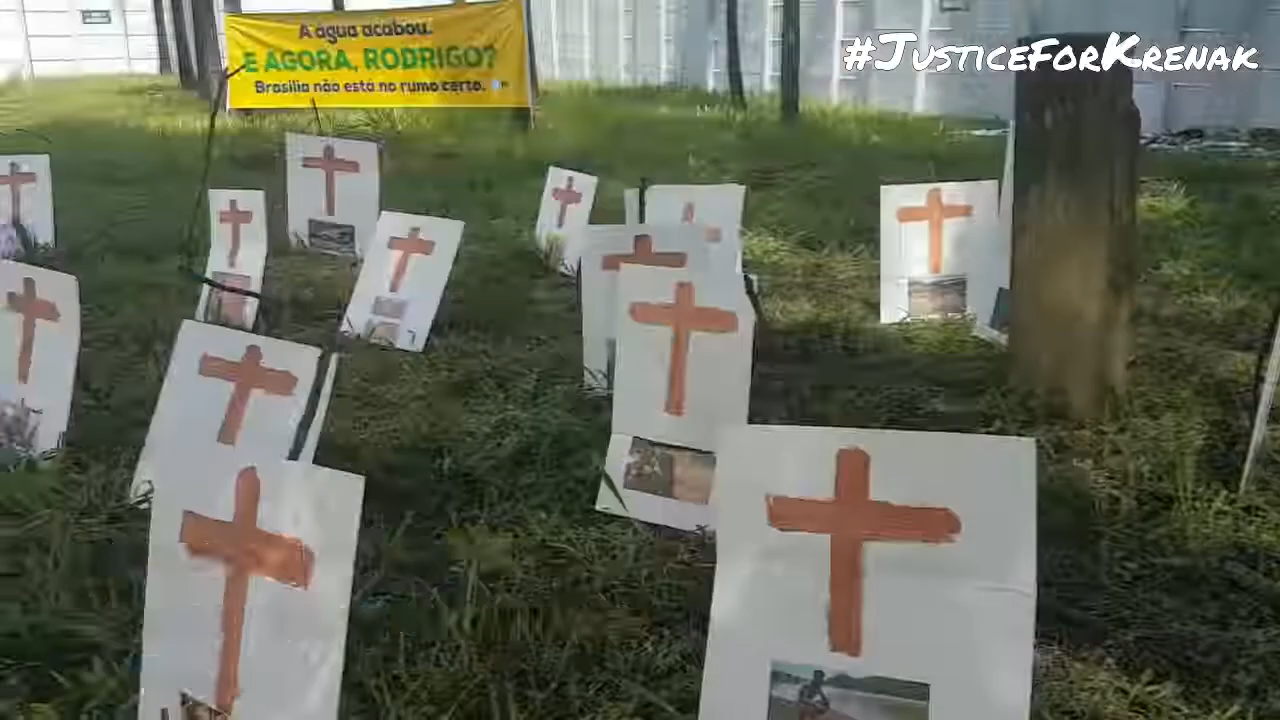 A água acabou.
E AGORA, RODRIGO?
Brasília não está no rumo certo.
#JusticeForKrenak